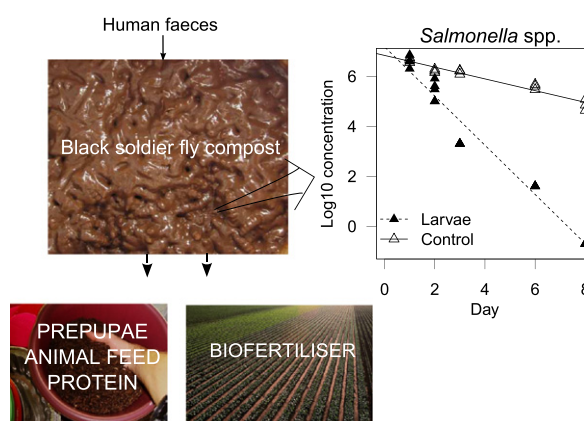 Human faeces
Black soldier fly compost
PREPUPAE
ANIMAL FEED
PROTEIN
BIOFERTILISER
Salmonella spp.
Log10 concentration
6
4
2
0
Larvae
Control
0 2 4 6 8
Day